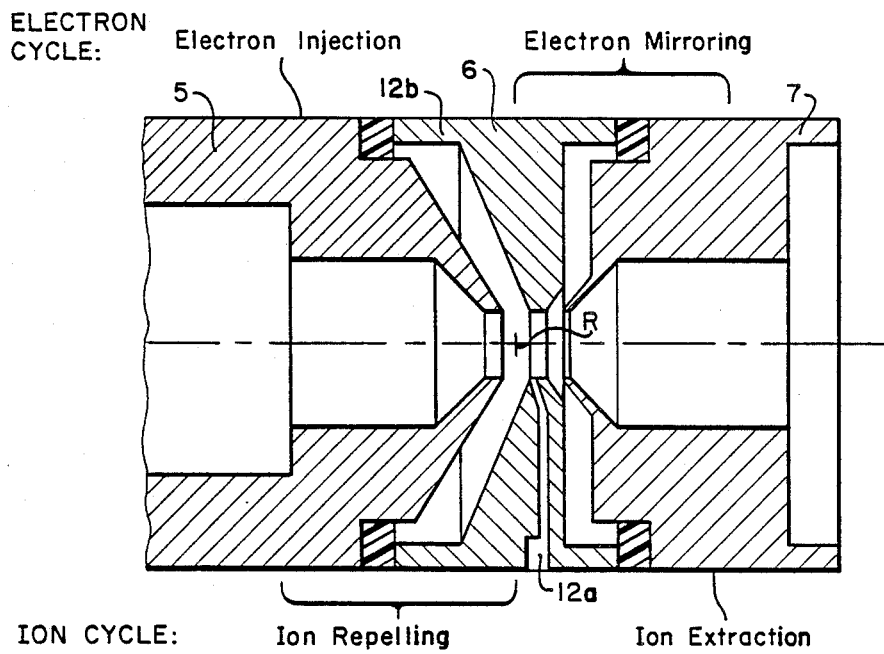 ELECTRON
CYCLE:
Electron Injection
Electron Mirroring
5
12b
6
7
R
12a
ION CYCLE:
Ion Repelling
Ion Extraction